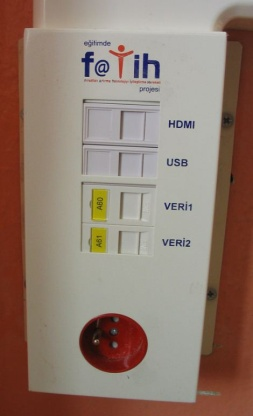 eğitimde
f@tih
projesi
HDMI
USB
A60 VERİ1
A61 VERİ2